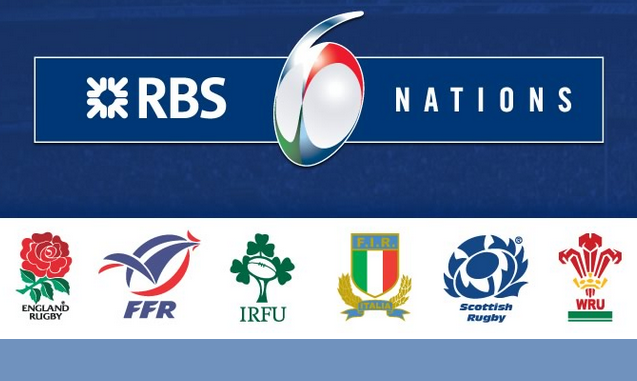 RBS 6 NATIONS
ENGLAND
RUGBY
FFR
IRFU
F.I.R.
ITALIA
Scottish
Rugby
®
WRU